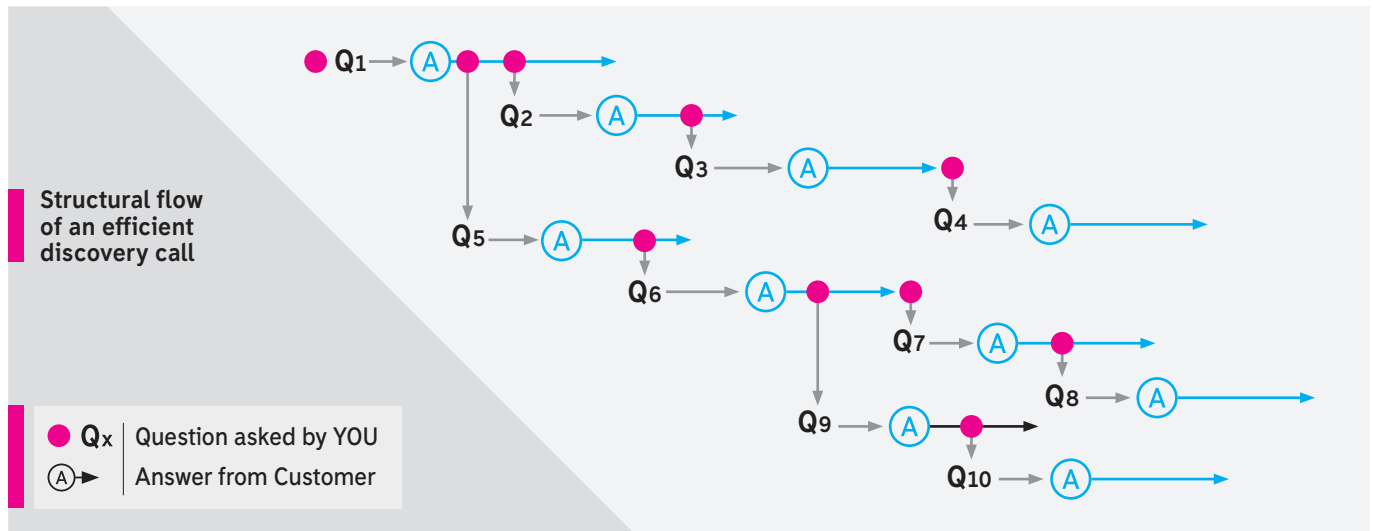 Q1 A
Q2 A
Q3 A
Structural flow
of an efficient
discovery call
Q4 A
Q5 A
Q6 A
Q7 A
Q8 A
Q9 A
Q10 A
Qx Question asked by YOU
A Answer from Customer